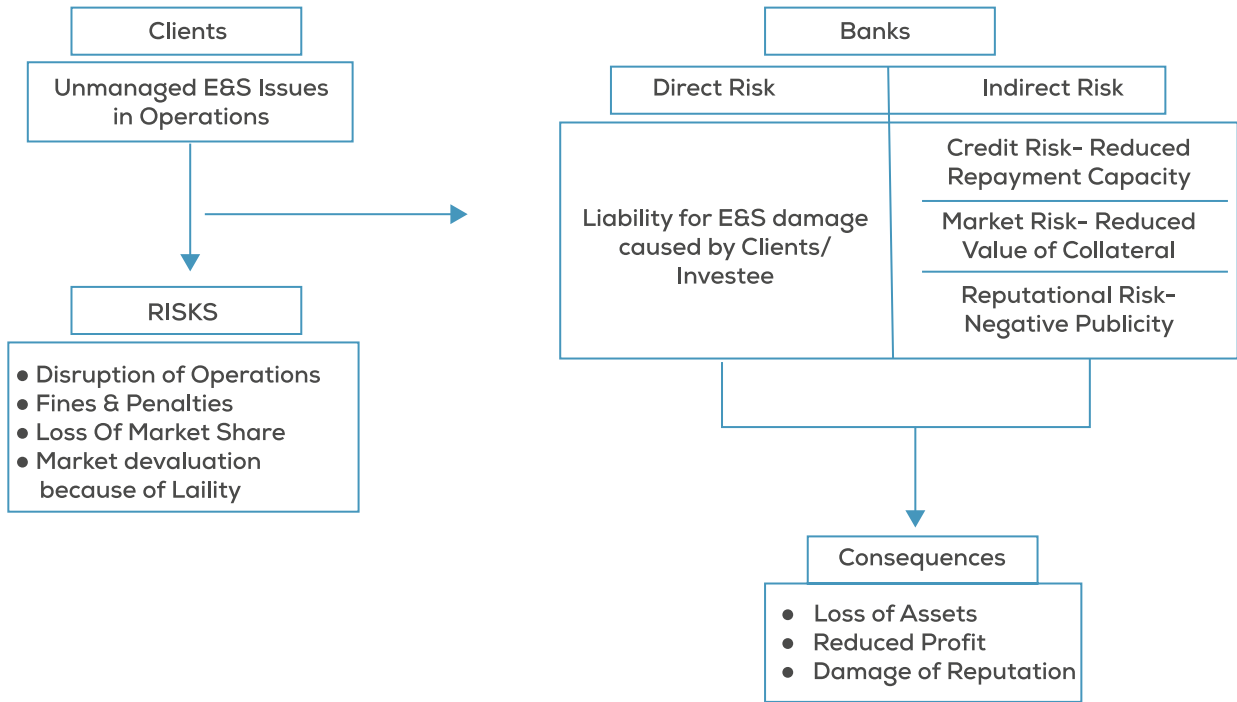 Clients
Unmanaged E&S Issues
in Operations
RISKS
● Disruption of Operations
● Fines & Penalties
● Loss Of Market Share
● Market devaluation
because of Laility
Banks
Direct Risk
Indirect Risk
Liability for E&S damage
caused by Clients/
Investee
Credit Risk- Reduced
Repayment Capacity
Market Risk- Reduced
Value of Collateral
Reputational Risk-
Negative Publicity
Consequences
● Loss of Assets
● Reduced Profit
● Damage of Reputation